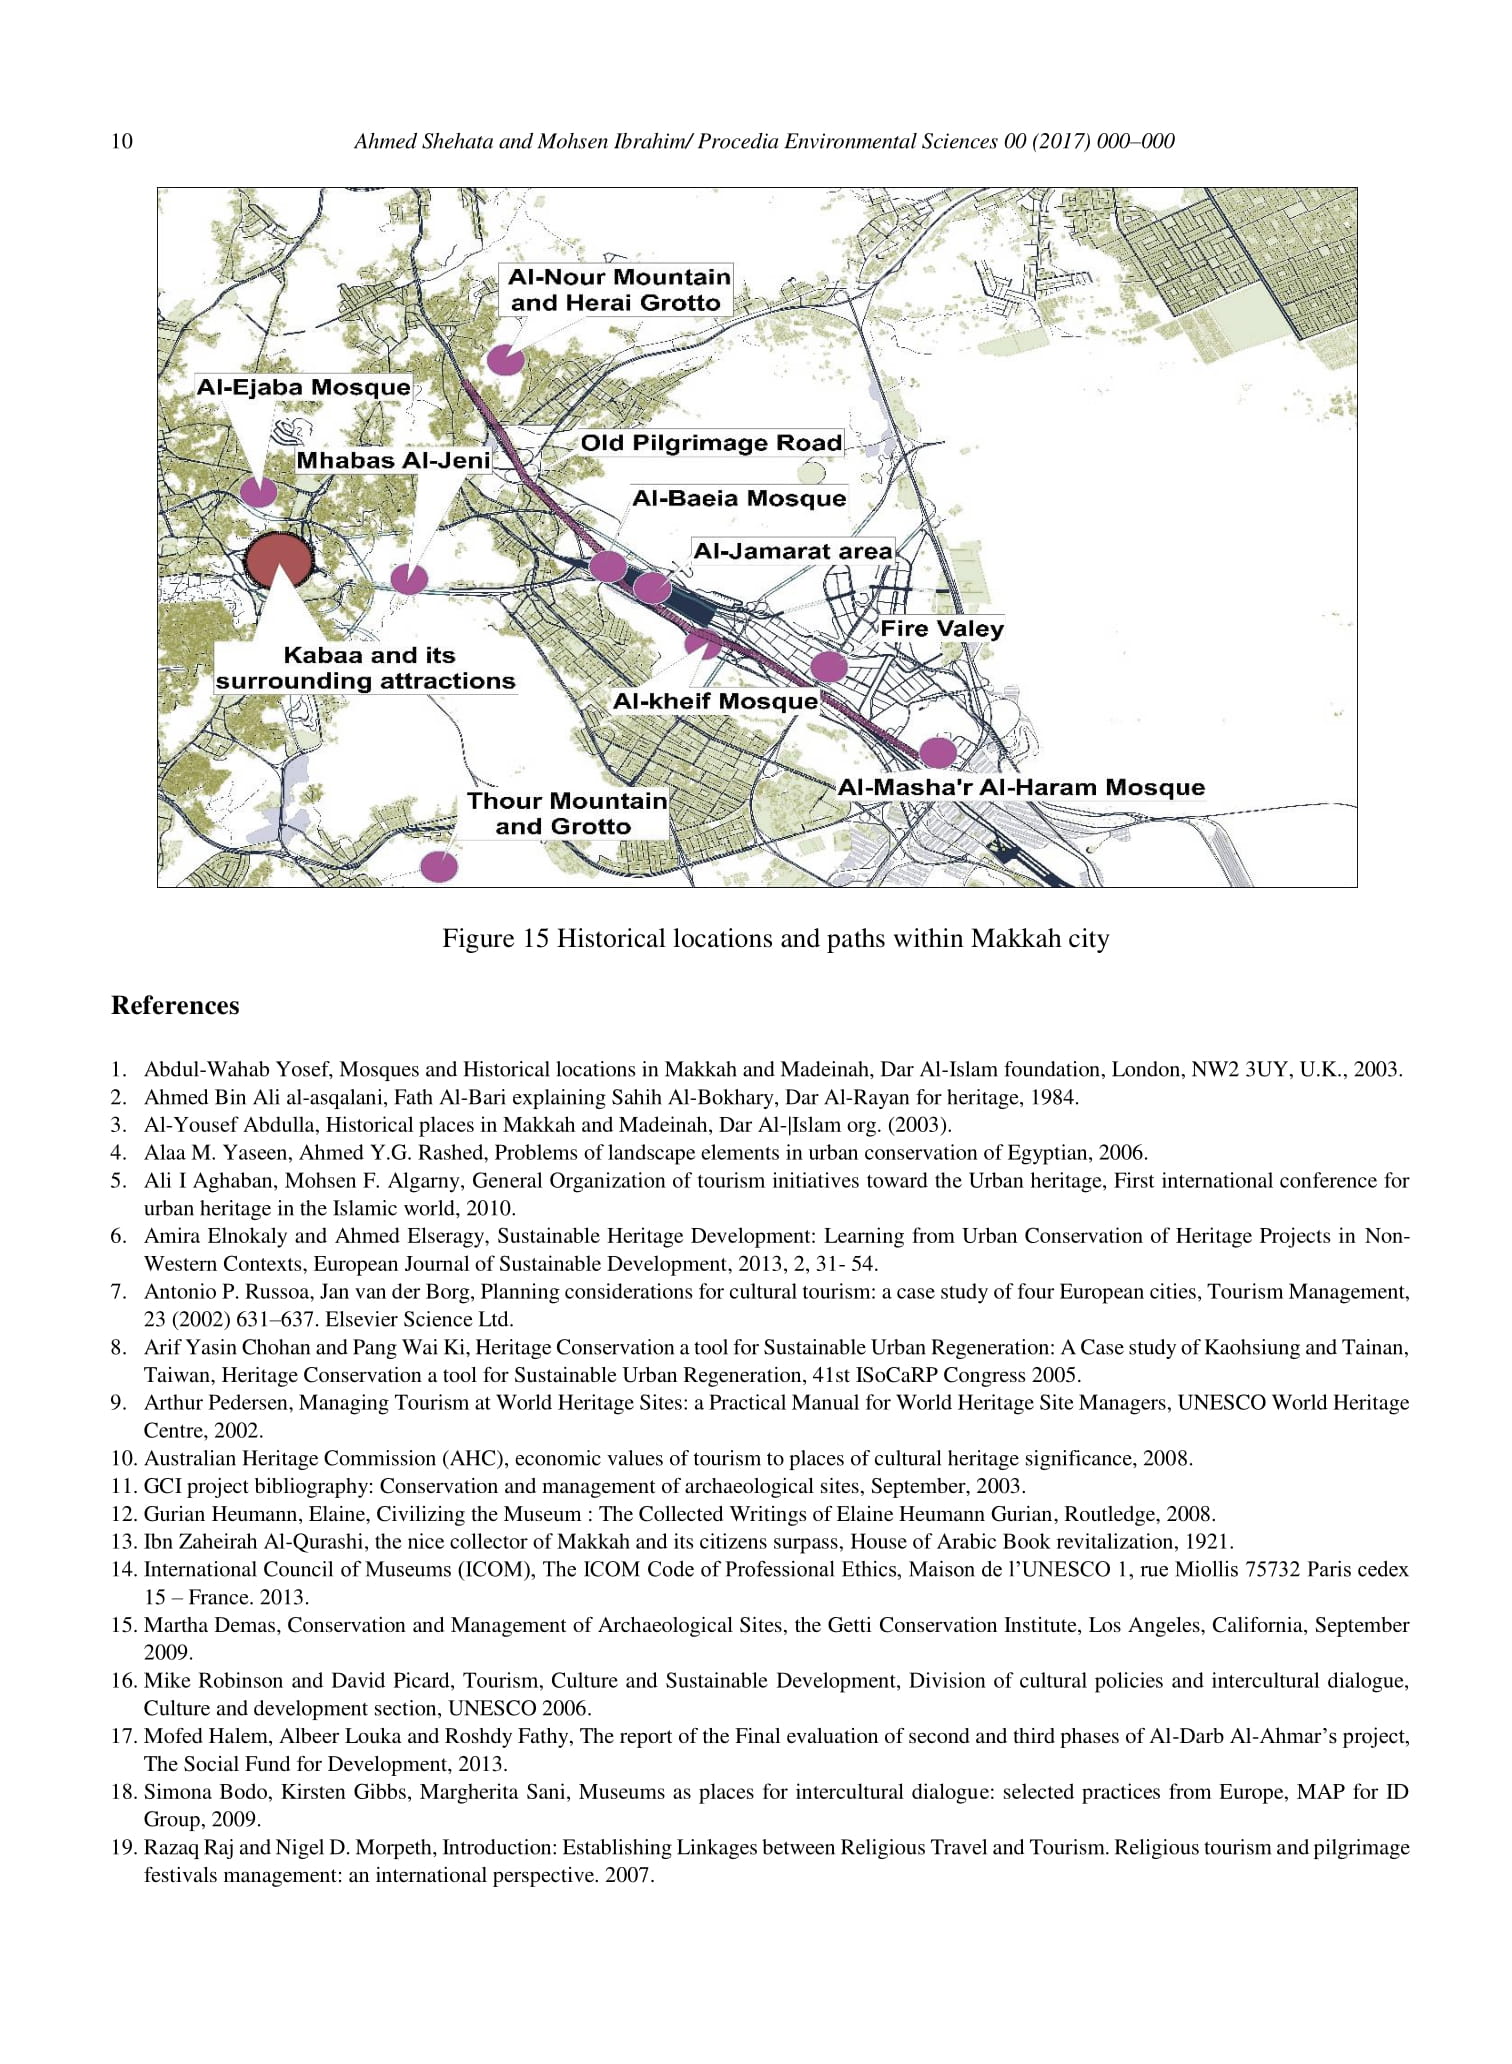 10
Ahmed Shehata and Mohsen Ibrahim/ Procedia Environmental Sciences 00 (2017) 000–000
Al-Nour Mountain
and Herai Grotto
Al-Ejaba Mosque
Old Pilgrimage Road
Mhabas Al-Jeni
Al-Baeia Mosque
Al-Jamarat area
Fire Valey
Kabaa and its
surrounding attractions
Al-kheif Mosque
Al-Masha'r Al-Haram Mosque
Thour Mountain
and Grotto
Figure 15 Historical locations and paths within Makkah city
References
1. Abdul-Wahab Yosef, Mosques and Historical locations in Makkah and Madeinah, Dar Al-Islam foundation, London, NW2 3UY, U.K., 2003.
2. Ahmed Bin Ali al-asqalani, Fath Al-Bari explaining Sahih Al-Bokhary, Dar Al-Rayan for heritage, 1984.
3. Al-Yousef Abdulla, Historical places in Makkah and Madeinah, Dar Al-|Islam org. (2003).
4. Alaa M. Yaseen, Ahmed Y.G. Rashed, Problems of landscape elements in urban conservation of Egyptian, 2006.
5. Ali I Aghaban, Mohsen F. Algarny, General Organization of tourism initiatives toward the Urban heritage, First international conference for
urban heritage in the Islamic world, 2010.
6. Amira Elnokaly and Ahmed Elseragy, Sustainable Heritage Development: Learning from Urban Conservation of Heritage Projects in Non-
Western Contexts, European Journal of Sustainable Development, 2013, 2, 31- 54.
7. Antonio P. Russoa, Jan van der Borg, Planning considerations for cultural tourism: a case study of four European cities, Tourism Management,
23 (2002) 631–637. Elsevier Science Ltd.
8. Arif Yasin Chohan and Pang Wai Ki, Heritage Conservation a tool for Sustainable Urban Regeneration: A Case study of Kaohsiung and Tainan,
Taiwan, Heritage Conservation a tool for Sustainable Urban Regeneration, 41st ISoCaRP Congress 2005.
9. Arthur Pedersen, Managing Tourism at World Heritage Sites: a Practical Manual for World Heritage Site Managers, UNESCO World Heritage
Centre, 2002.
10. Australian Heritage Commission (AHC), economic values of tourism to places of cultural heritage significance, 2008.
11. GCI project bibliography: Conservation and management of archaeological sites, September, 2003.
12. Gurian Heumann, Elaine, Civilizing the Museum : The Collected Writings of Elaine Heumann Gurian, Routledge, 2008.
13. Ibn Zaheirah Al-Qurashi, the nice collector of Makkah and its citizens surpass, House of Arabic Book revitalization, 1921.
14. International Council of Museums (ICOM), The ICOM Code of Professional Ethics, Maison de l’UNESCO 1, rue Miollis 75732 Paris cedex
15 – France. 2013.
15. Martha Demas, Conservation and Management of Archaeological Sites, the Getti Conservation Institute, Los Angeles, California, September
2009.
16. Mike Robinson and David Picard, Tourism, Culture and Sustainable Development, Division of cultural policies and intercultural dialogue,
Culture and development section, UNESCO 2006.
17. Mofed Halem, Albeer Louka and Roshdy Fathy, The report of the Final evaluation of second and third phases of Al-Darb Al-Ahmar’s project,
The Social Fund for Development, 2013.
18. Simona Bodo, Kirsten Gibbs, Margherita Sani, Museums as places for intercultural dialogue: selected practices from Europe, MAP for ID
Group, 2009.
19. Razaq Raj and Nigel D. Morpeth, Introduction: Establishing Linkages between Religious Travel and Tourism. Religious tourism and pilgrimage
festivals management: an international perspective. 2007.